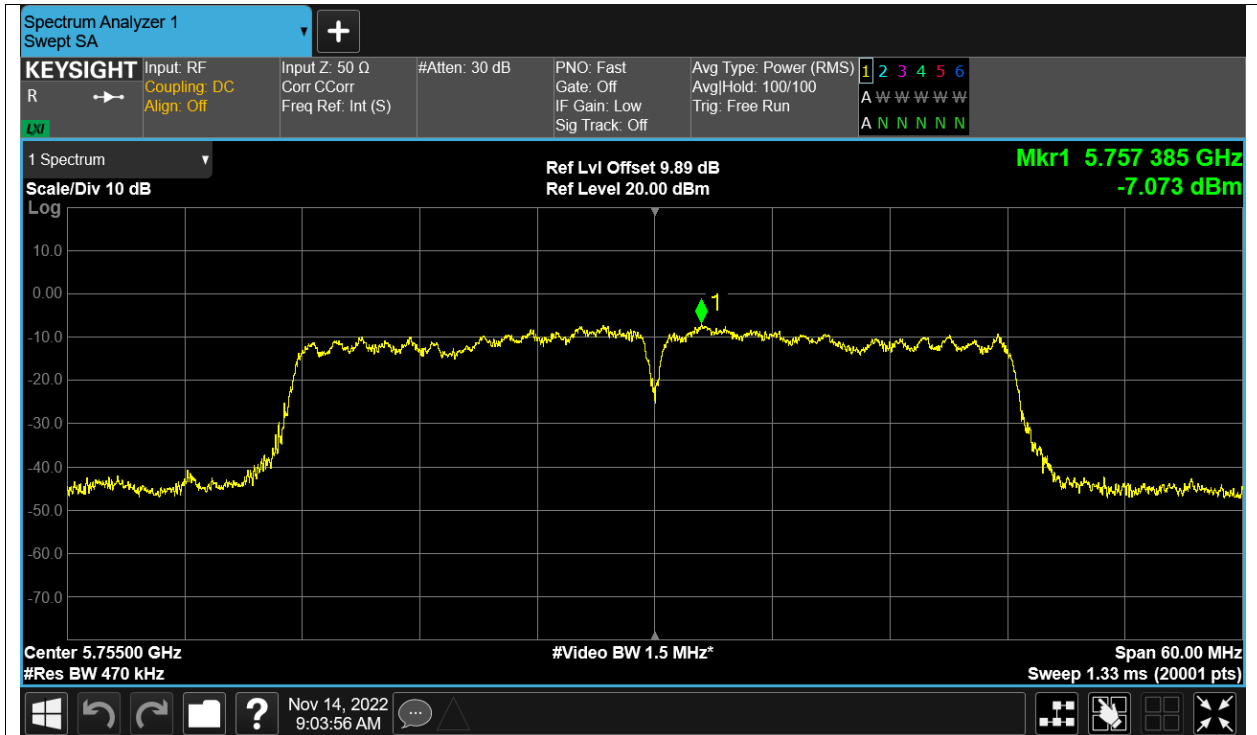 Spectrum Analyzer 1
Swept SA
KEYSIGHT
R
LXI
Input: RF
Coupling: DC
Align: Off
Input Z: 50 Ω
Corr CCorr
Freq Ref: Int (S)
#Atten: 30 dB
PNO: Fast
Gate: Off
IF Gain: Low
Sig Track: Off
Avg Type: Power (RMS)
Avg|Hold: 100/100
Trig: Free Run
1 2 3 4 5 6
A W W W W W
A N N N N N
1 Spectrum
Scale/Div 10 dB
Log
Ref Lvl Offset 9.89 dB
Ref Level 20.00 dBm
Mkr1 5.757 385 GHz
-7.073 dBm
10.0
0.00
-10.0
-20.0
-30.0
-40.0
-50.0
-60.0
-70.0
1
Center 5.75500 GHz
#Res BW 470 kHz
#Video BW 1.5 MHz*
Span 60.00 MHz
Sweep 1.33 ms (20001 pts)
?
Nov 14, 2022
9:03:56 AM